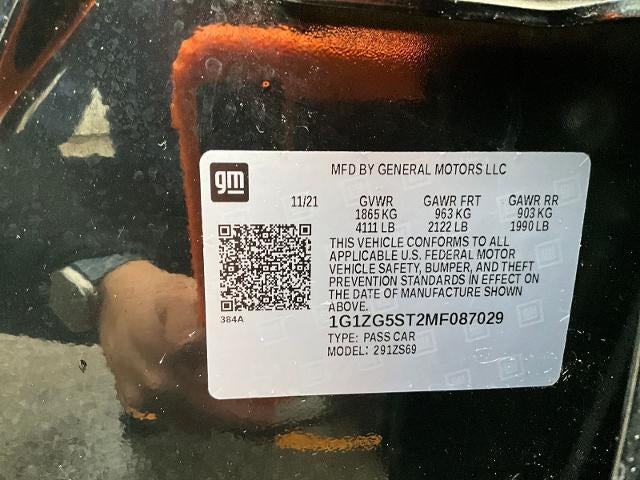 gm
MFD BY GENERAL MOTORS LLC
11/21 GVWR GAWR FRT GAWR RR
1865 KG 963 KG 903 KG
4111 LB 2122 LB 1990 LB
THIS VEHICLE CONFORMS TO ALL
APPLICABLE U.S. FEDERAL MOTOR
VEHICLE SAFETY, BUMPER, AND THEFT
PREVENTION STANDARDS IN EFFECT ON
THE DATE OF MANUFACTURE SHOWN
ABOVE.
384A
1G1ZG5ST2MF087029
TYPE: PASS CAR
MODEL: 291ZS69